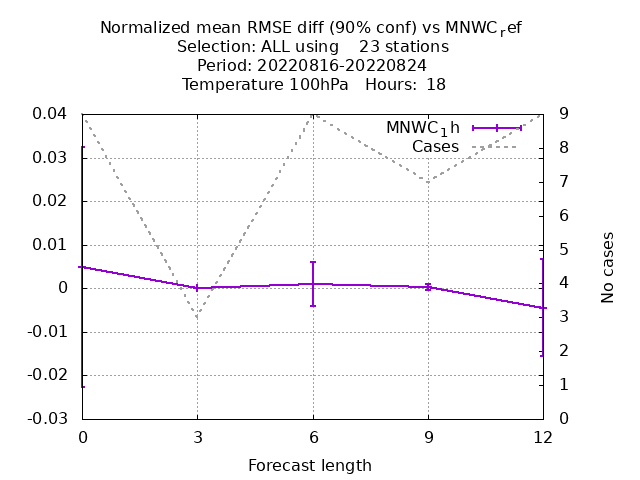 Normalized mean RMSE diff (90% conf) vs MNWC_ref
Selection: ALL using 23 stations
Period: 20220816-20220824
Temperature 100hPa Hours: 18
MNWC_1h
Cases
0.04
0.03
0.02
0.01
0
-0.01
-0.02
-0.03
9
8
7
6
5
4
3
2
1
0
No cases
0 3 6 9 12
Forecast length